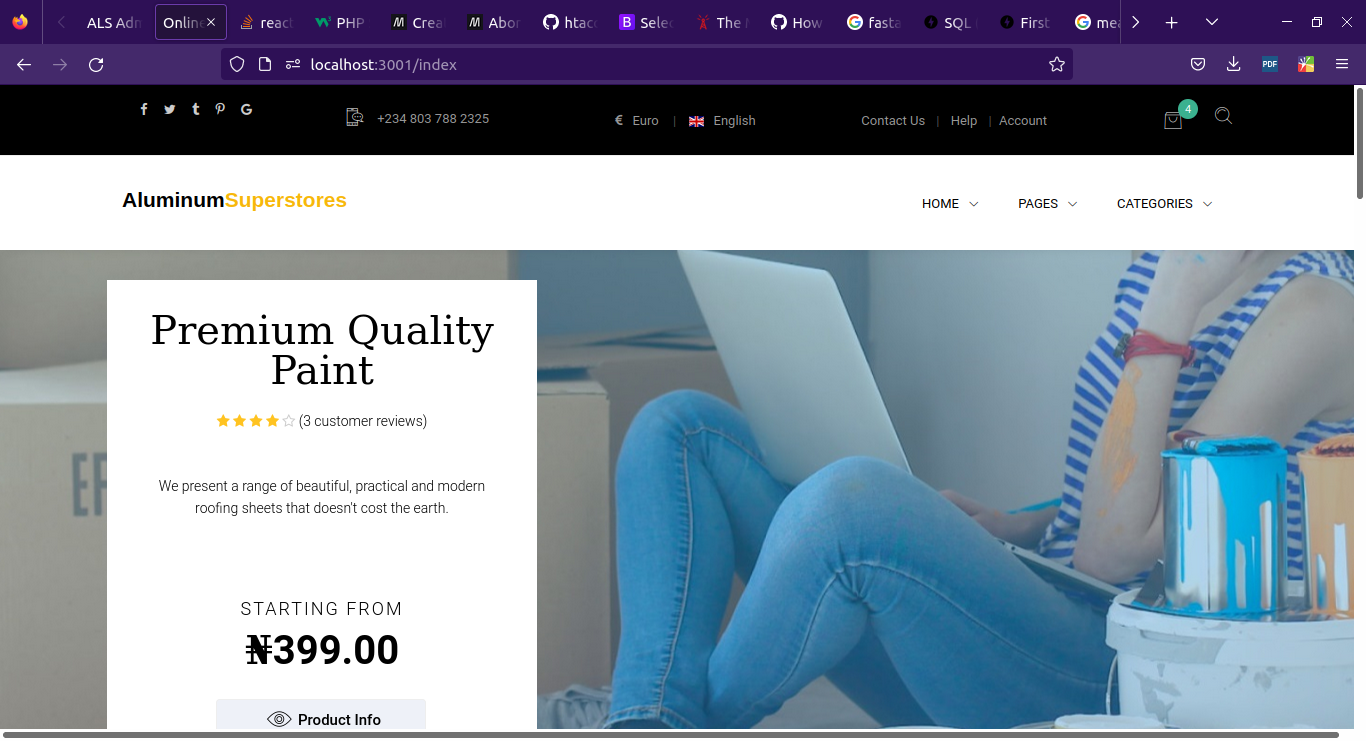 ALS Adm
Online
react
PHP
Creat
Abor
htacc
Selec
The M
How
fasta
SQL
First
mea
localhost:3001/index
PDF
+234 803 788 2325
€ Euro | English
Contact Us | Help | Account
4
AluminumSuperstores
HOME
PAGES
CATEGORIES
Premium Quality
Paint
(3 customer reviews)
We present a range of beautiful, practical and modern
roofing sheets that doesn't cost the earth.
STARTING FROM
₦399.00
Product Info